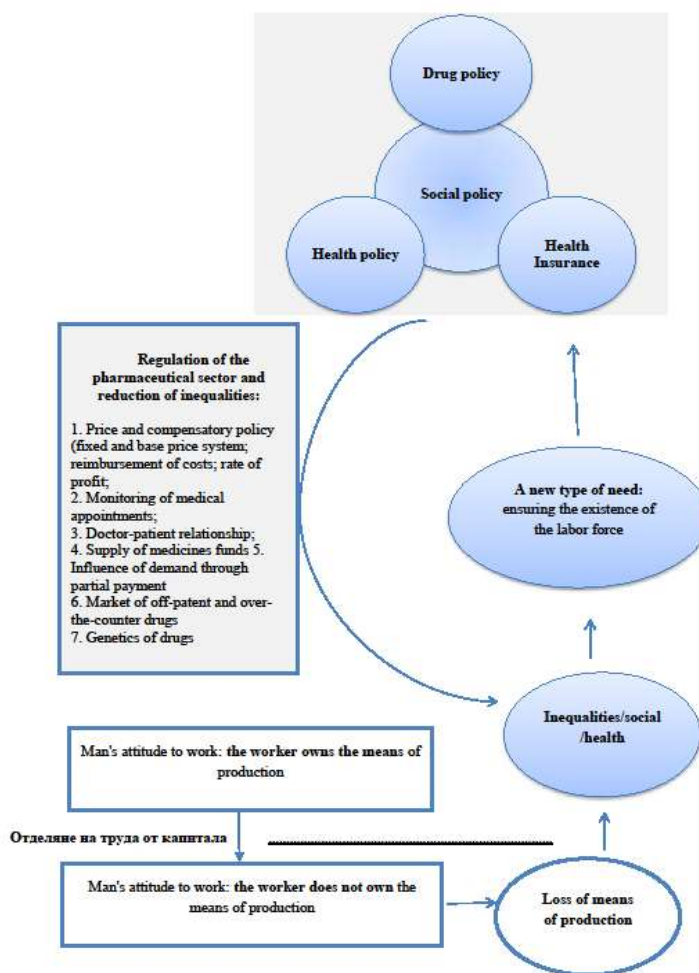 Drug policy
Social policy
Health policy
Health
Insurance
Regulation of the
pharmaceutical sector and
reduction of inequalities:
1. Price and compensatory policy
(fixed and base price system;
reimbursement of costs; rate of
profit;
2. Monitoring of medical
appointments;
3. Doctor-patient relationship;
4. Supply of medicines funds 5.
Influence of demand through
partial payment
6. Market of off-patent and over-
the-counter drugs
7. Genetics of drugs
A new type of need:
ensuring the existence of
the labor force
Inequalities/social
/health
Man's attitude to work: the worker owns the means of
production
Отделяне на труда от капитала
Man's attitude to work: the worker does not own the
means of production
Loss of means
of production